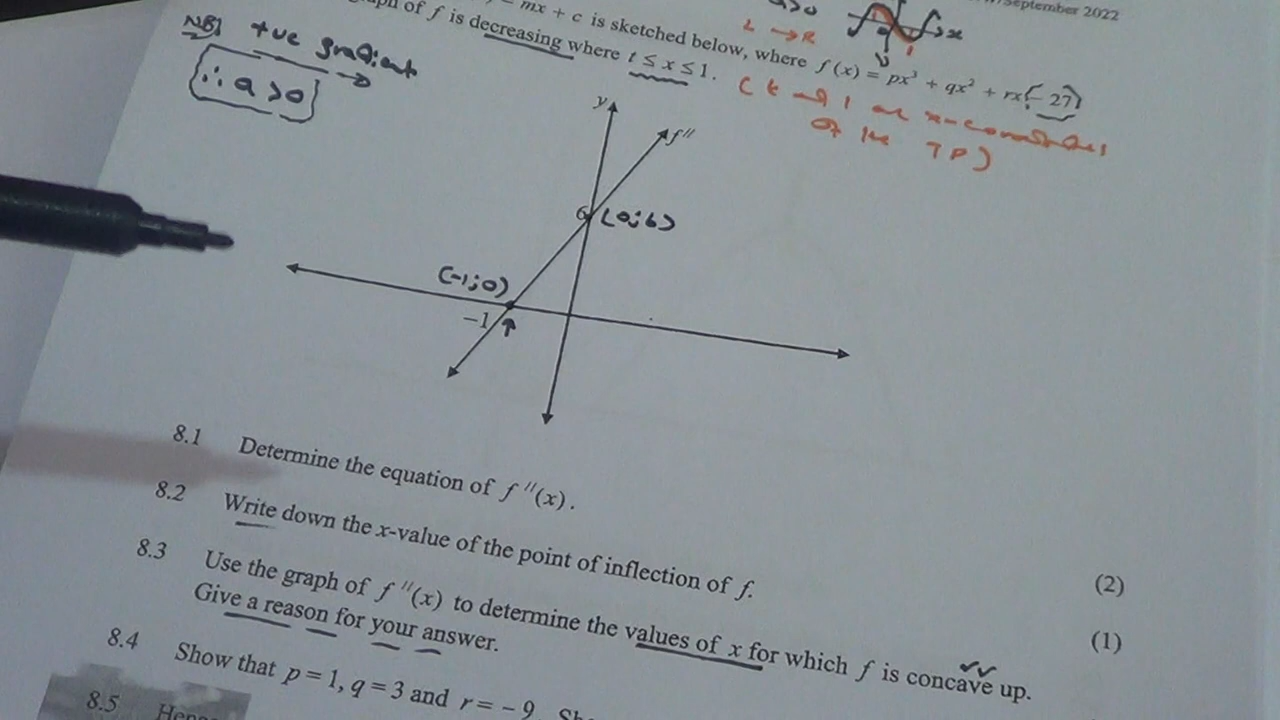 September 2022
mx + c is sketched below, where f(x) = px³ + qx² + rx - 27
of f is decreasing where t ≤ x ≤ 1.
L → R
x
NB] +ve gradient
∴ a > 0
(t and 1 are x-coordinates
of the TP)
y
f''
6 (0;6)
(-1;0)
-1
8.1 Determine the equation of f''(x).
8.2 Write down the x-value of the point of inflection of f. (2)
8.3 Use the graph of f''(x) to determine the values of x for which f is concave up. (1)
Give a reason for your answer.
8.4 Show that p = 1, q = 3 and r = -9.
8.5